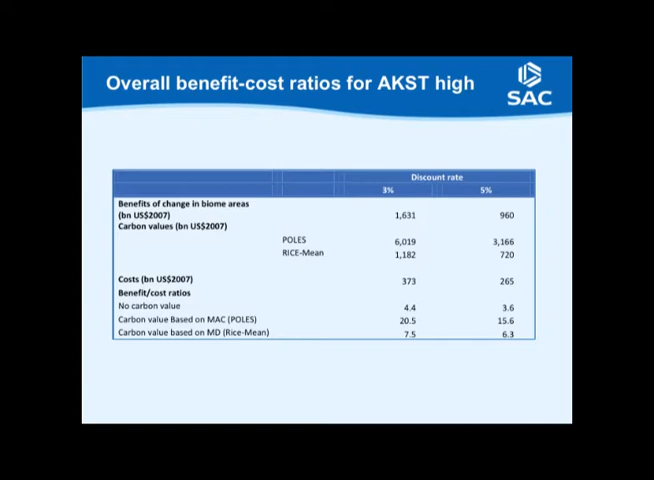 Overall benefit-cost ratios for AKST high
SAC
Discount rate
3% 5%
Benefits of change in biome areas
(bn US$2007) 1,631 960
Carbon values (bn US$2007)
POLES 6,019 3,166
RICE-Mean 1,182 720
Costs (bn US$2007) 373 265
Benefit/cost ratios
No carbon value 4.4 3.6
Carbon value Based on MAC (POLES) 20.5 15.6
Carbon value based on MD (Rice-Mean) 7.5 6.3